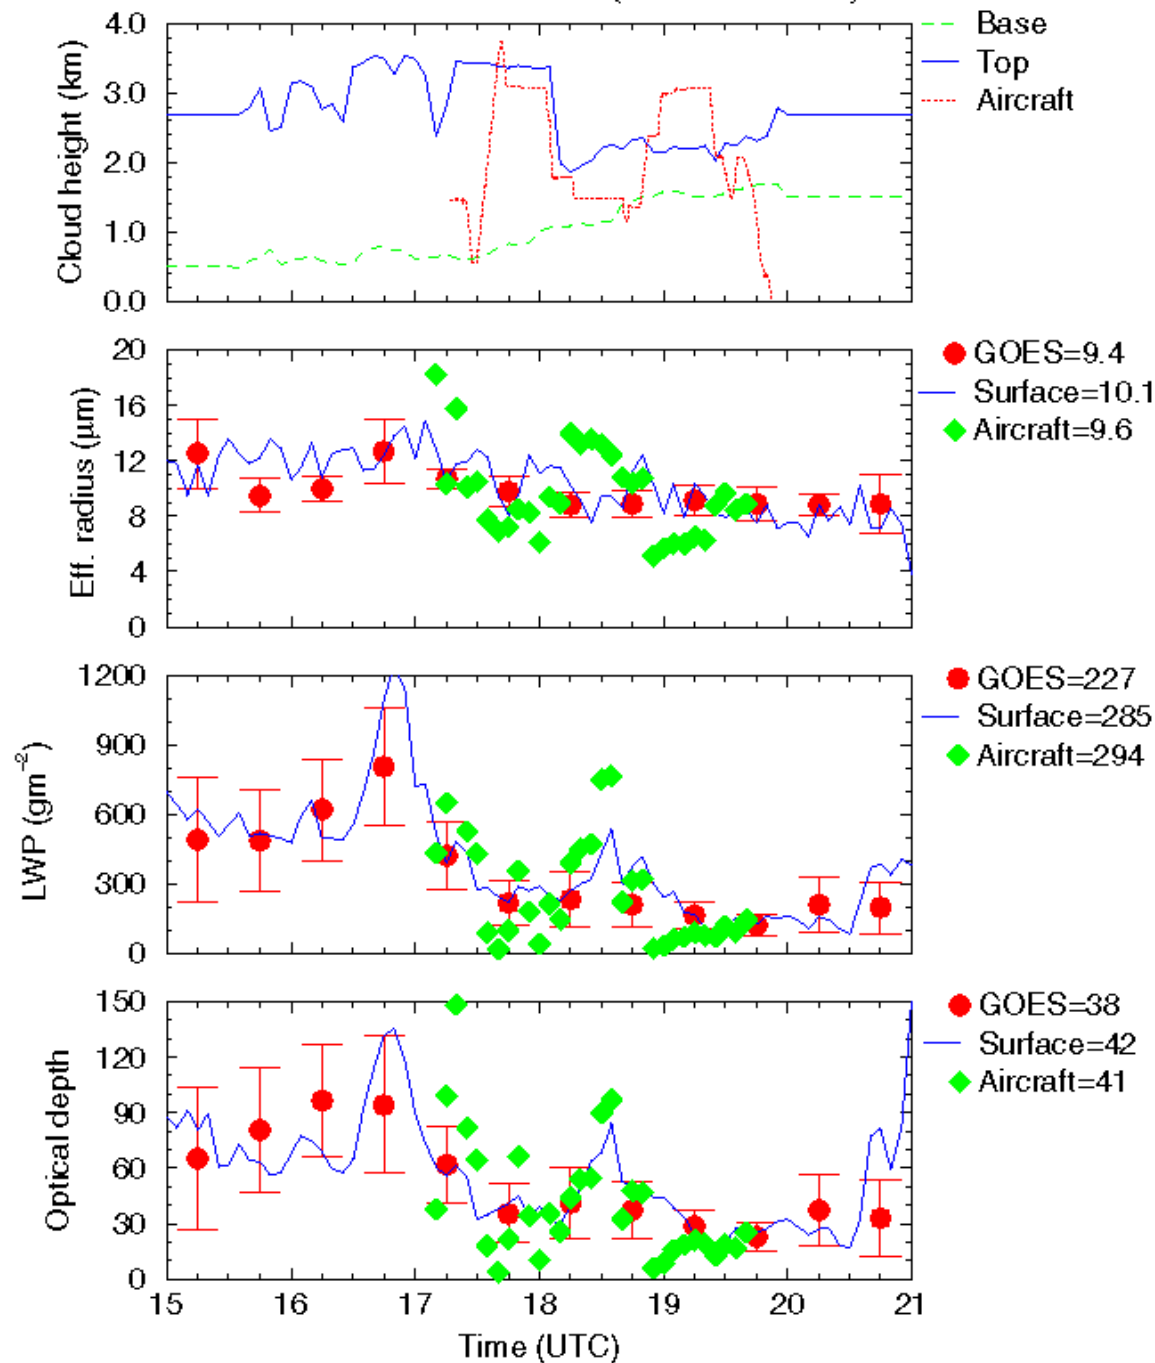 Base
Top
Aircraft
4.0
3.0
2.0
1.0
0.0
Cloud height (km)
GOES=9.4
Surface=10.1
Aircraft=9.6
20
16
12
8
4
0
Eff. radius (μm)
GOES=227
Surface=285
Aircraft=294
1200
900
600
300
0
LWP (gm⁻²)
GOES=38
Surface=42
Aircraft=41
150
120
90
60
30
0
Optical depth
15 16 17 18 19 20 21
Time (UTC)